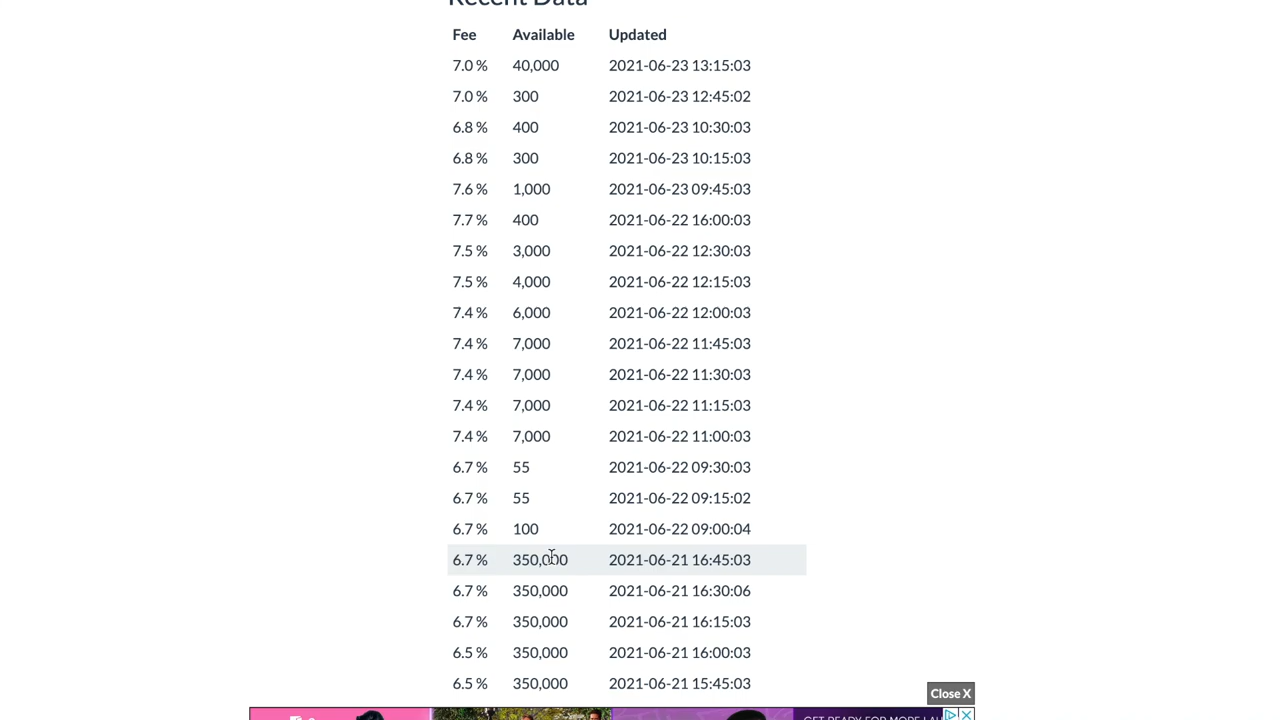 Recent Data
Fee Available Updated
7.0 % 40,000 2021-06-23 13:15:03
7.0 % 300 2021-06-23 12:45:02
6.8 % 400 2021-06-23 10:30:03
6.8 % 300 2021-06-23 10:15:03
7.6 % 1,000 2021-06-23 09:45:03
7.7 % 400 2021-06-22 16:00:03
7.5 % 3,000 2021-06-22 12:30:03
7.5 % 4,000 2021-06-22 12:15:03
7.4 % 6,000 2021-06-22 12:00:03
7.4 % 7,000 2021-06-22 11:45:03
7.4 % 7,000 2021-06-22 11:30:03
7.4 % 7,000 2021-06-22 11:15:03
7.4 % 7,000 2021-06-22 11:00:03
6.7 % 55 2021-06-22 09:30:03
6.7 % 55 2021-06-22 09:15:02
6.7 % 100 2021-06-22 09:00:04
6.7 % 350,000 2021-06-21 16:45:03
6.7 % 350,000 2021-06-21 16:30:06
6.7 % 350,000 2021-06-21 16:15:03
6.5 % 350,000 2021-06-21 16:00:03
6.5 % 350,000 2021-06-21 15:45:03
Close X
GET READY FOR MORE